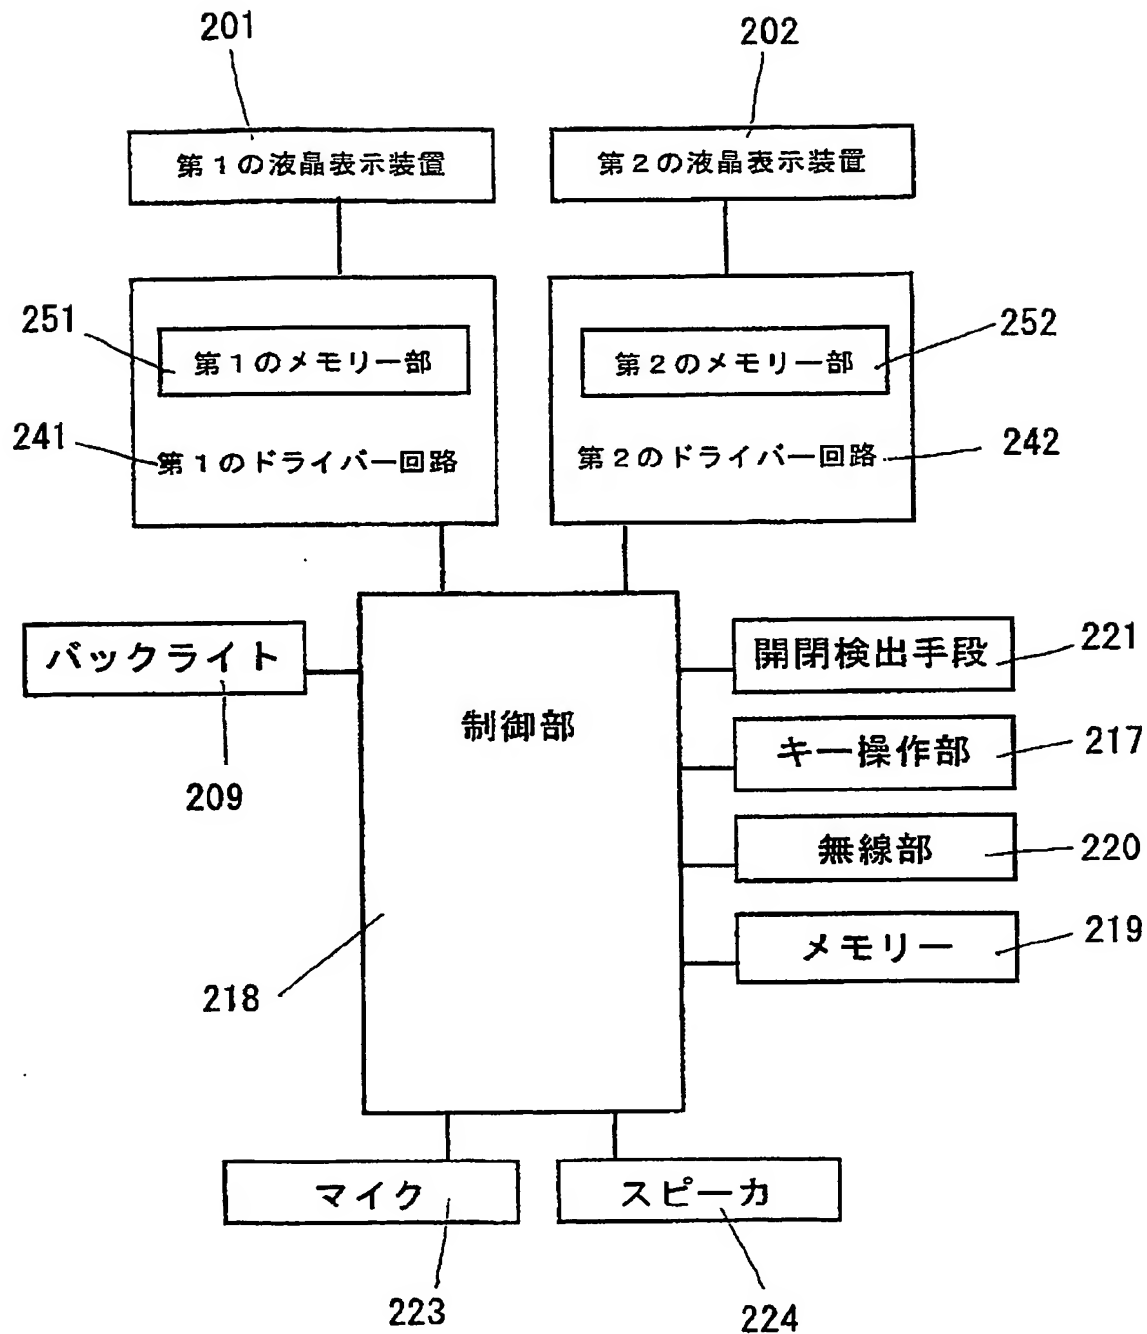 201
202
第1の液晶表示装置
第2の液晶表示装置
251
第1のメモリー部
第2のメモリー部
252
241
第1のドライバー回路
第2のドライバー回路
242
バックライト
開閉検出手段
221
209
制御部
キー操作部
217
無線部
220
218
メモリー
219
マイク
スピーカ
223
224